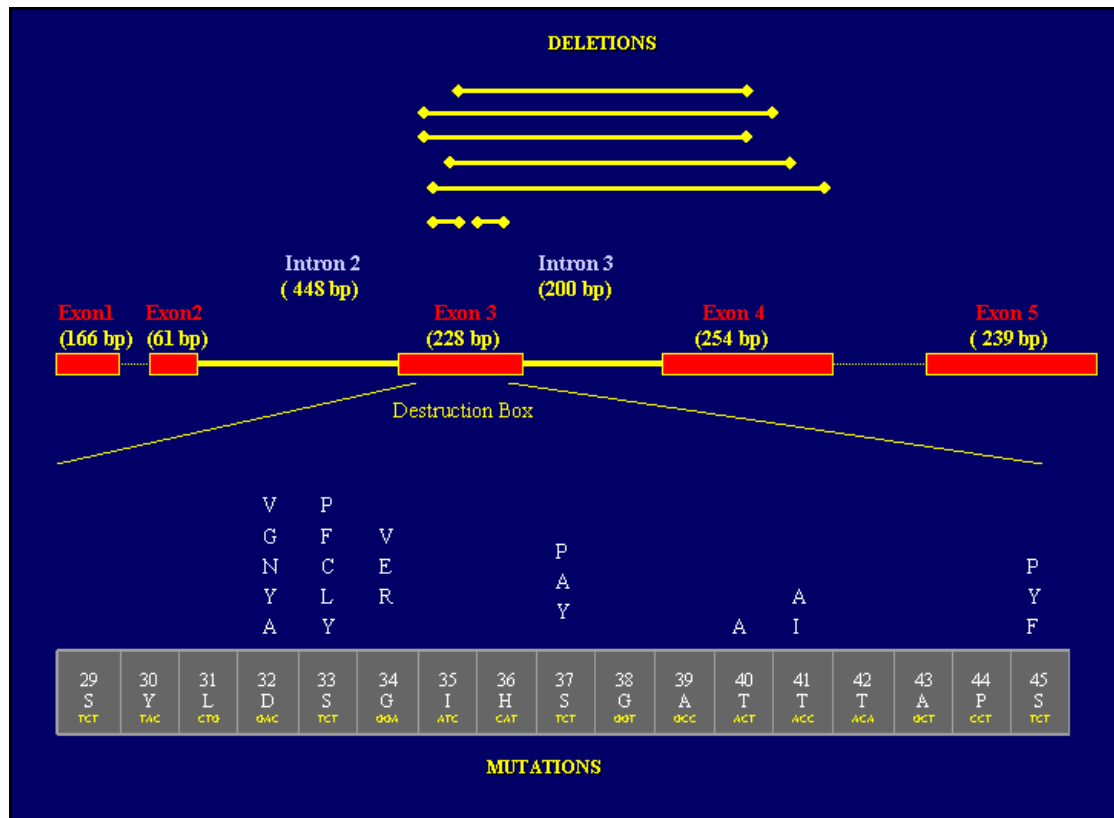 DELETIONS
Intron 2
( 448 bp)
Intron 3
(200 bp)
Exon1
(166 bp)
Exon2
(61 bp)
Exon 3
(228 bp)
Exon 4
(254 bp)
Exon 5
( 239 bp)
Destruction Box
V P
G F V P
N C E A P
Y L R Y A Y
A Y A I F
29 30 31 32 33 34 35 36 37 38 39 40 41 42 43 44 45
S Y L D S G I H S G A T T T A P S
TCT TAC CTG GAC TCT GGA ATC CAT TCT GGT GCC ACT ACC ACA GCT CCT TCT
MUTATIONS